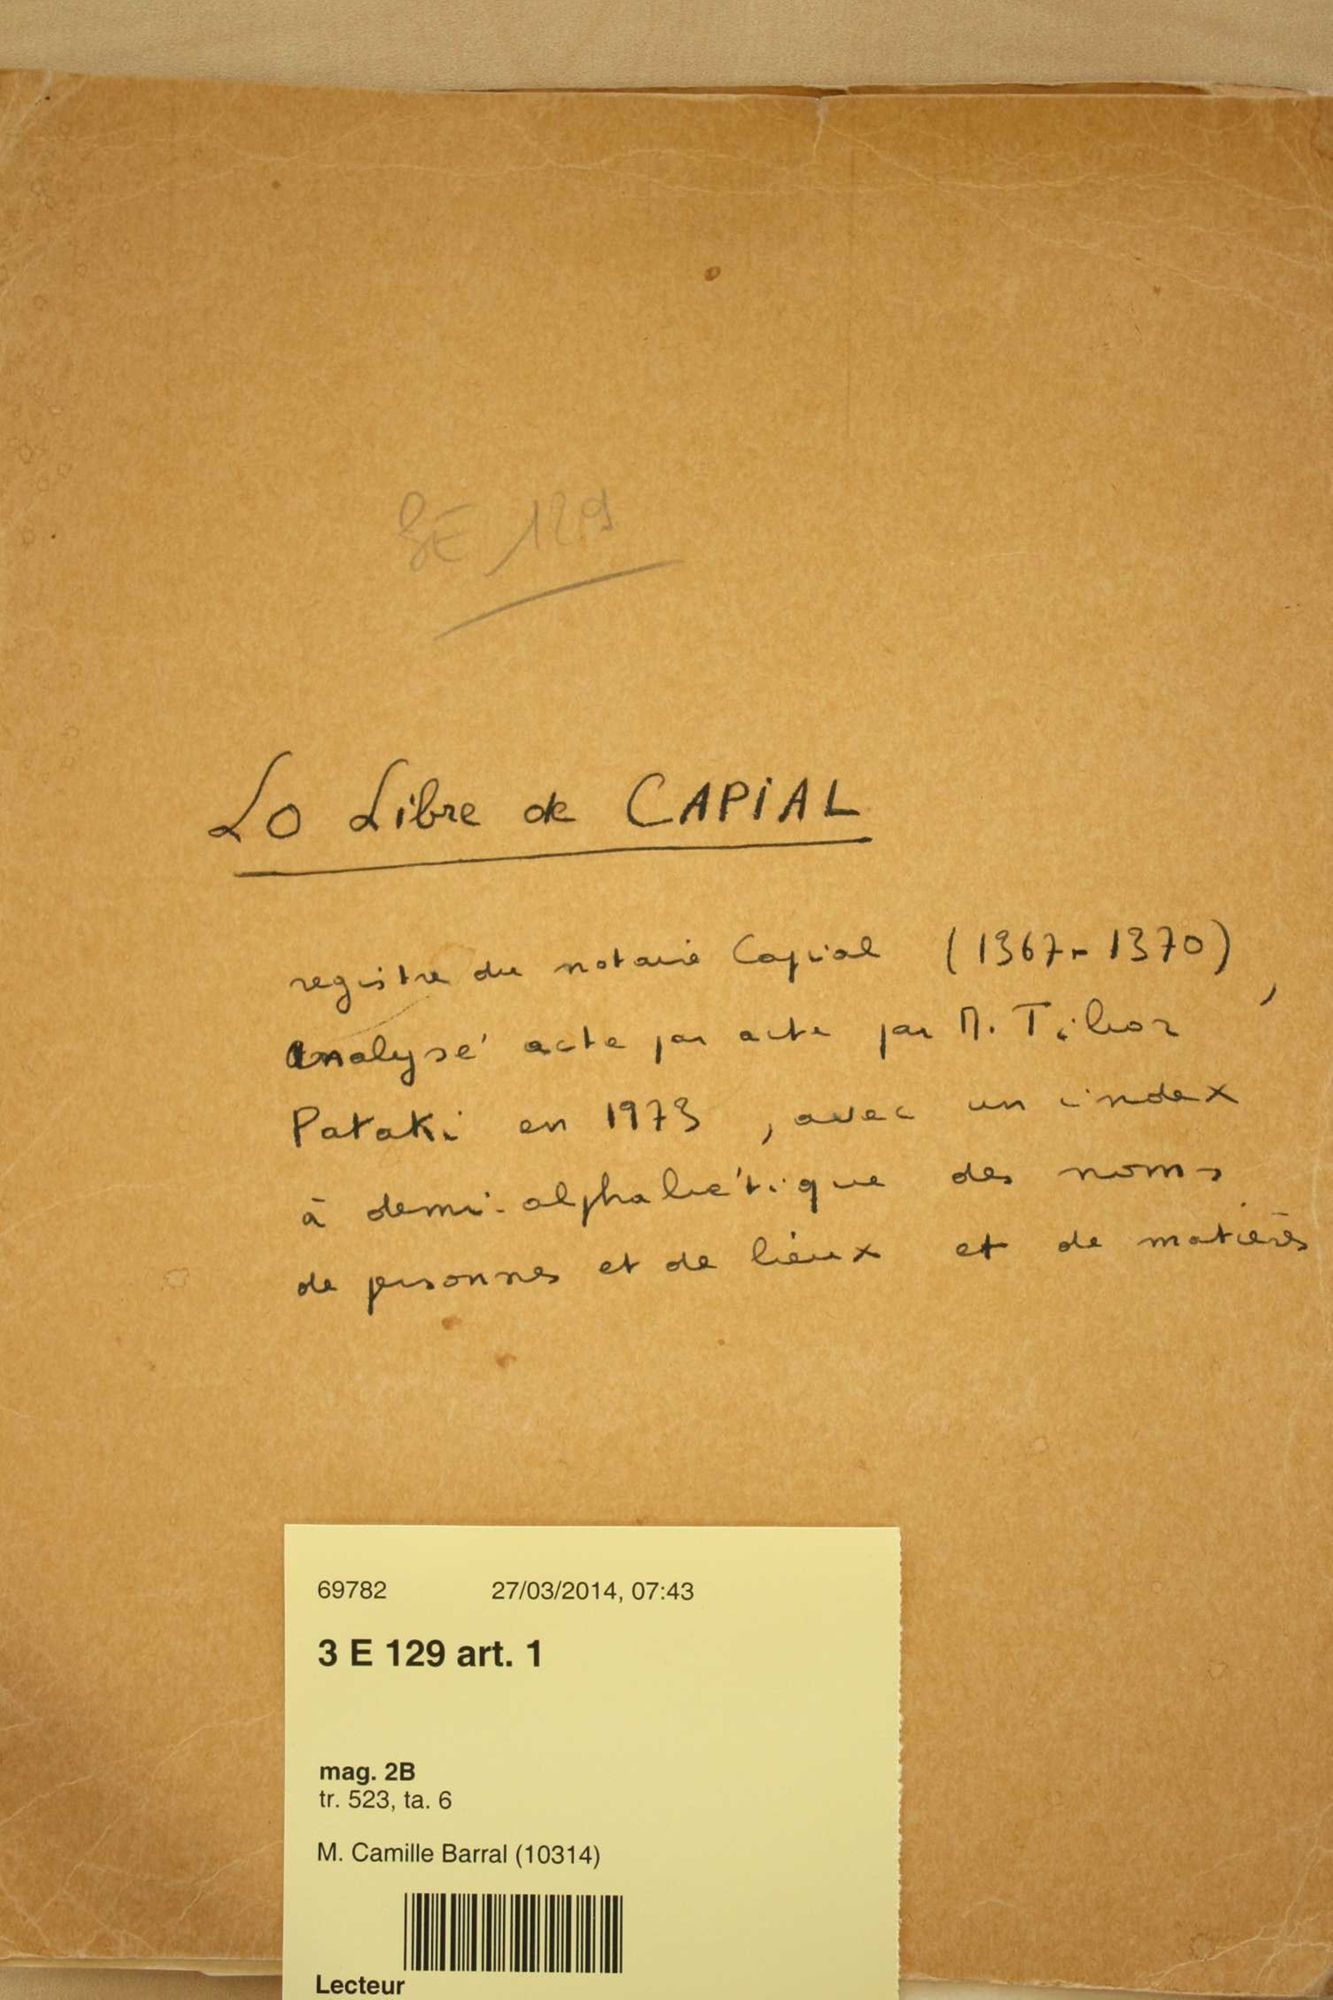 3E 129
Lo Libre de CAPIAL
registre du notaire Capial (1367-1370),
analysé acte par acte par M. Tibor
Pataki en 1973, avec un index
à demi-alphabétique des noms
de personnes et de lieux et de matières
69782 27/03/2014, 07:43
3 E 129 art. 1
mag. 2B
tr. 523, ta. 6
M. Camille Barral (10314)
Lecteur